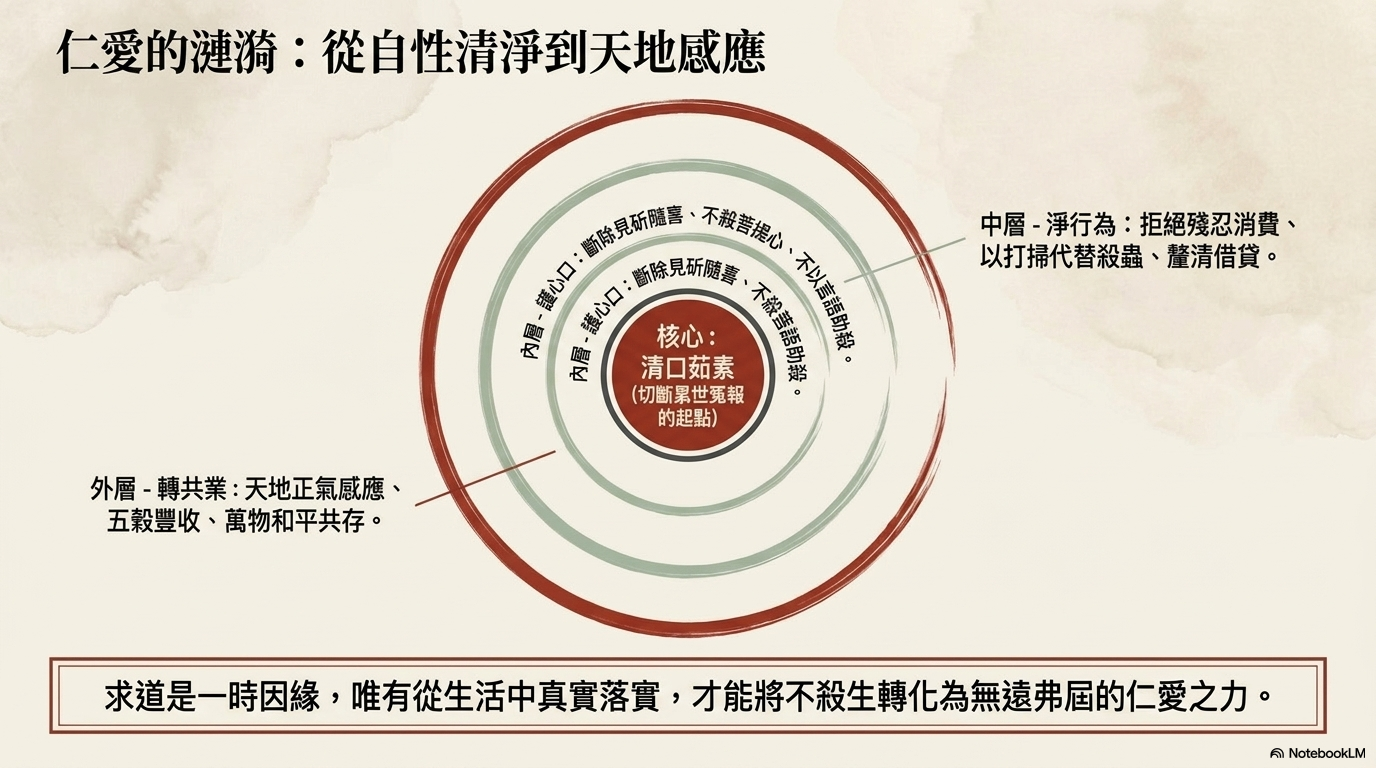 仁愛的漣漪：從自性清淨到天地感應
中層 - 淨行為：拒絕殘忍消費、
以打掃代替殺蟲、釐清借貸。
內層 - 護心口：斷除見斫隨喜、不殺菩提心、不以言語助殺。
內層 - 護心口：斷除見斫隨喜、不殺菩語助殺。
核心：
清口茹素
(切斷累世冤報
的起點)
外層 - 轉共業：天地正氣感應、
五穀豐收、萬物和平共存。
求道是一時因緣，唯有從生活中真實落實，才能將不殺生轉化為無遠弗屆的仁愛之力。
NotebookLM